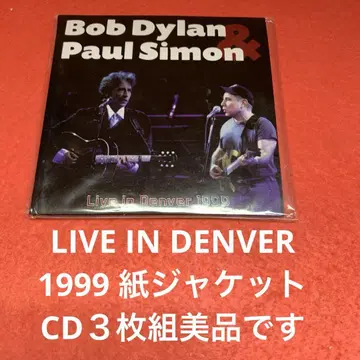 Bob Dylan &
Paul Simon
Live in Denver 1999
LIVE IN DENVER
1999 紙ジャケット
CD３枚組美品です